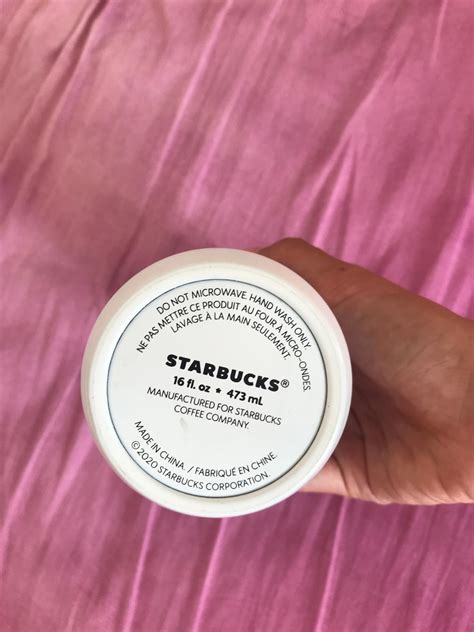 DO NOT MICROWAVE. HAND WASH ONLY.
NE PAS METTRE CE PRODUIT AU FOUR À MICRO-ONDES.
LAVAGE À LA MAIN SEULEMENT.
STARBUCKS®
16 fl. oz ★ 473 mL
MANUFACTURED FOR STARBUCKS
COFFEE COMPANY.
MADE IN CHINA. / FABRIQUÉ EN CHINE.
©2020 STARBUCKS CORPORATION.